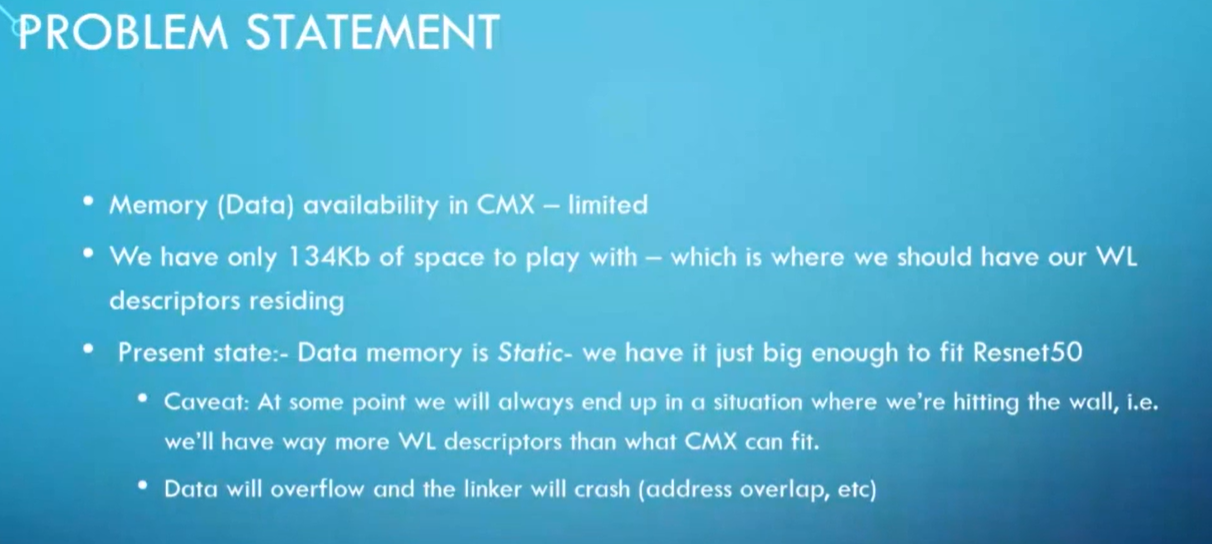 PROBLEM STATEMENT
• Memory (Data) availability in CMX – limited
• We have only 134Kb of space to play with – which is where we should have our WL
descriptors residing
• Present state:- Data memory is Static- we have it just big enough to fit Resnet50
• Caveat: At some point we will always end up in a situation where we're hitting the wall, i.e.
we'll have way more WL descriptors than what CMX can fit.
• Data will overflow and the linker will crash (address overlap, etc)